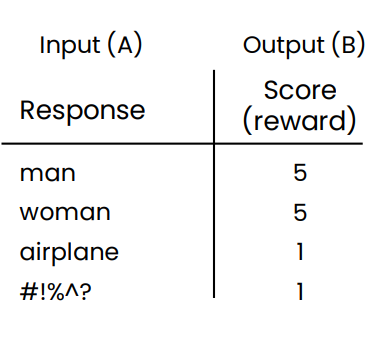 Input (A) Output (B)
Response Score (reward)
man 5
woman 5
airplane 1
#!%^? 1